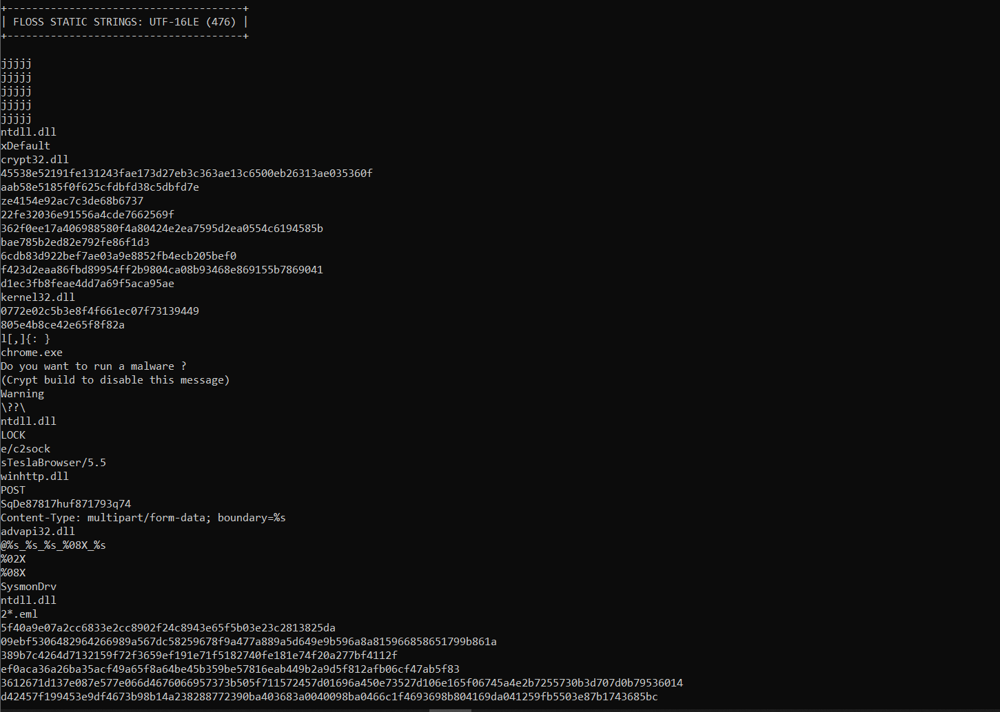 +--------------------------------------+
| FLOSS STATIC STRINGS: UTF-16LE (476) |
+--------------------------------------+
jjjjj
jjjjj
jjjjj
jjjjj
jjjjj
ntdll.dll
xDefault
crypt32.dll
45538e52191fe131243fae173d27eb3c363ae13c6500eb26313ae035360f
aab58e5185f0f625cfdbfd38c5dbfd7e
ze4154e92ac7c3de68b6737
22fe32036e91556a4cde7662569f
362f0ee17a406988580f4a80424e2ea7595d2ea0554c6194585b
bae785b2ed82e792fe86f1d3
6cdb83d922bef7ae03a9e8852fb4ecb205bef0
f423d2eaa86fbd89954ff2b9804ca08b93468e869155b7869041
d1ec3fb8feae4dd7a69f5aca95ae
kernel32.dll
0772e02c5b3e8f4f661ec07f73139449
805e4b8ce42e65f8f82a
l[,]{: }
chrome.exe
Do you want to run a malware ?
(Crypt build to disable this message)
Warning
\??\
ntdll.dll
LOCK
e/c2sock
sTeslaBrowser/5.5
winhttp.dll
POST
SqDe87817huf871793q74
Content-Type: multipart/form-data; boundary=%s
advapi32.dll
@%s_%s_%s_%08X_%s
%02X
%08X
SysmonDrv
ntdll.dll
2*.eml
5f40a9e07a2cc6833e2cc8902f24c8943e65f5b03e23c2813825da
09ebf5306482964266989a567dc58259678f9a477a889a5d649e9b596a8a815966858651799b861a
389b7c4264d7132159f72f3659ef191e71f5182740fe181e74f20a277bf4112f
ef0aca36a26ba35acf49a65f8a64be45b359be57816eab449b2a9d5f812afb06cf47ab5f83
3612671d137e087e577e066d4676066957373b505f711572457d01696a450e73527d106e165f06745a4e2b7255730b3d707d0b79536014
d42457f199453e9df4673b98b14a238288772390ba403683a0040098ba0466c1f4693698b804169da041259fb5503e87b1743685bc